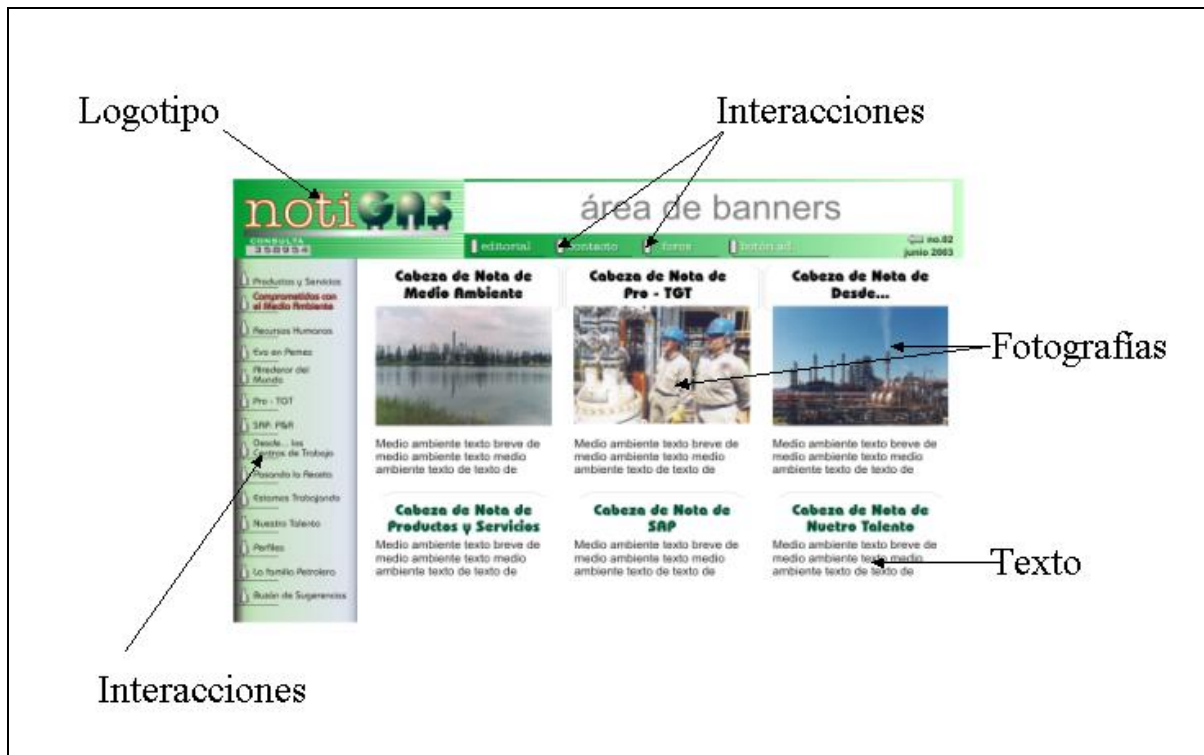 Logotipo
Interacciones
notiGAS
área de banners
CONSULTA
358954
editorial
contacto
foros
botón ad
no.02
junio 2003
Productos y Servicios
Comprometidos con
el Medio Ambiente
Recursos Humanos
Eva en Pemex
Alrededor del
Mundo
Pro - TGT
SAP. P&R
Desde... los
Centros de Trabajo
Pasando la Receta
Estamos Trabajando
Nuestro Talento
Perfiles
La familia Petrolera
Buzón de Sugerencias
Cabeza de Nota de
Medio Ambiente
Medio ambiente texto breve de
medio ambiente texto medio
ambiente texto de texto de
Cabeza de Nota de
Pro - TGT
Medio ambiente texto breve de
medio ambiente texto medio
ambiente texto de texto de
Cabeza de Nota de
Desde...
Medio ambiente texto breve de
medio ambiente texto medio
ambiente texto de texto de
Fotografías
Cabeza de Nota de
Productos y Servicios
Medio ambiente texto breve de
medio ambiente texto medio
ambiente texto de texto de
Cabeza de Nota de
SAP
Medio ambiente texto breve de
medio ambiente texto medio
ambiente texto de texto de
Cabeza de Nota de
Nuetro Talento
Medio ambiente texto breve de
medio ambiente texto medio
ambiente texto de texto de
Texto
Interacciones